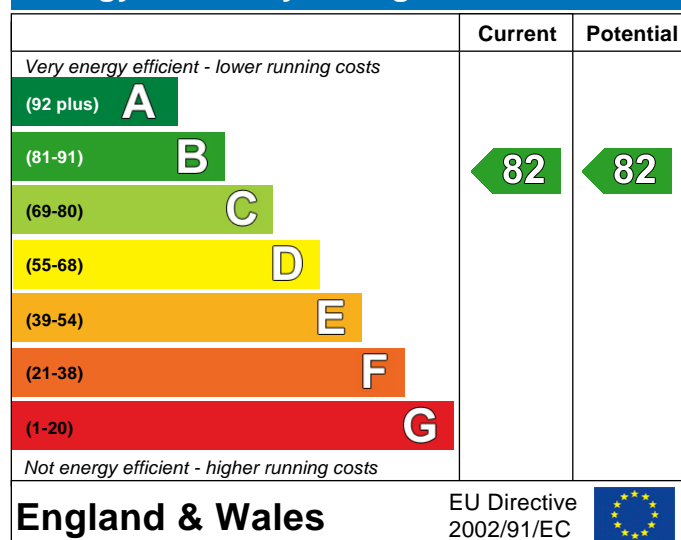 Current Potential
Very energy efficient - lower running costs
(92 plus) A
(81-91) B 82 82
(69-80) C
(55-68) D
(39-54) E
(21-38) F
(1-20) G
Not energy efficient - higher running costs
England & Wales
EU Directive
2002/91/EC